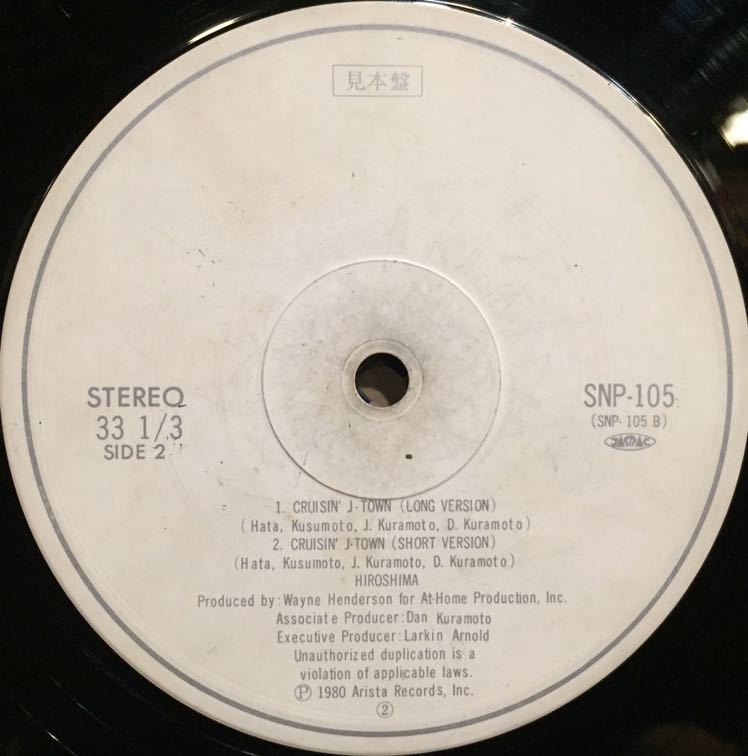 見本盤
STEREO
33 1/3
SIDE 2
SNP-105
(SNP-105 B)
JASRAC
1. CRUISIN' J-TOWN (LONG VERSION)
(Hata, Kusumoto, J. Kuramoto, D. Kuramoto)
2. CRUISIN' J-TOWN (SHORT VERSION)
(Hata, Kusumoto, J. Kuramoto, D. Kuramoto)
HIROSHIMA
Produced by: Wayne Henderson for At-Home Production, Inc.
Associate Producer: Dan Kuramoto
Executive Producer: Larkin Arnold
Unauthorized duplication is a
violation of applicable laws.
Ⓟ 1980 Arista Records, Inc.
②